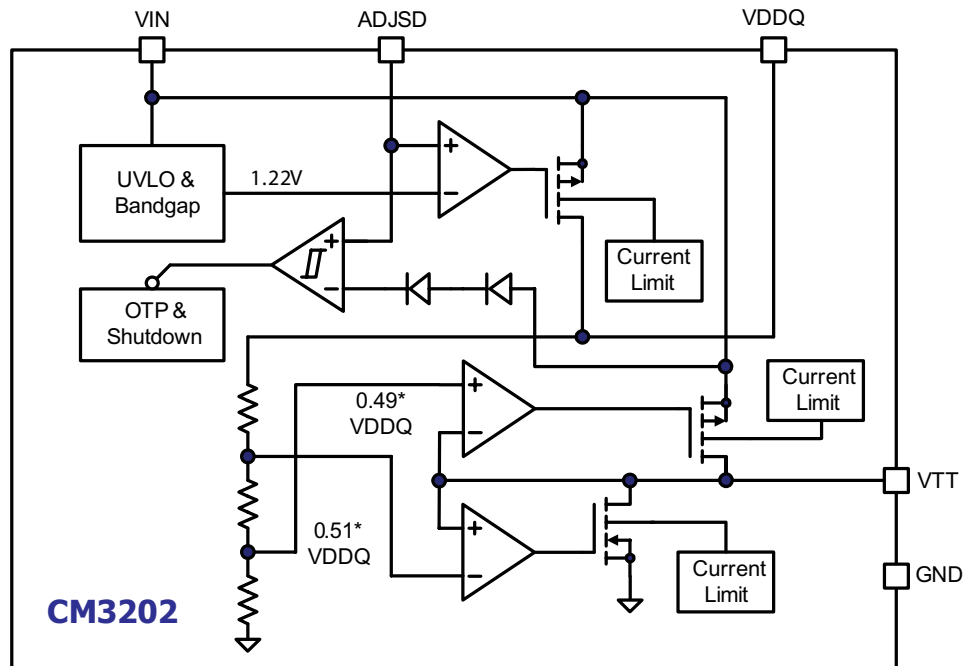 VIN
ADJSD
VDDQ
UVLO &
Bandgap
1.22V
+
−
Current
Limit
+
−
OTP &
Shutdown
Current
Limit
0.49*
VDDQ
+
−
VTT
0.51*
VDDQ
+
−
Current
Limit
GND
CM3202